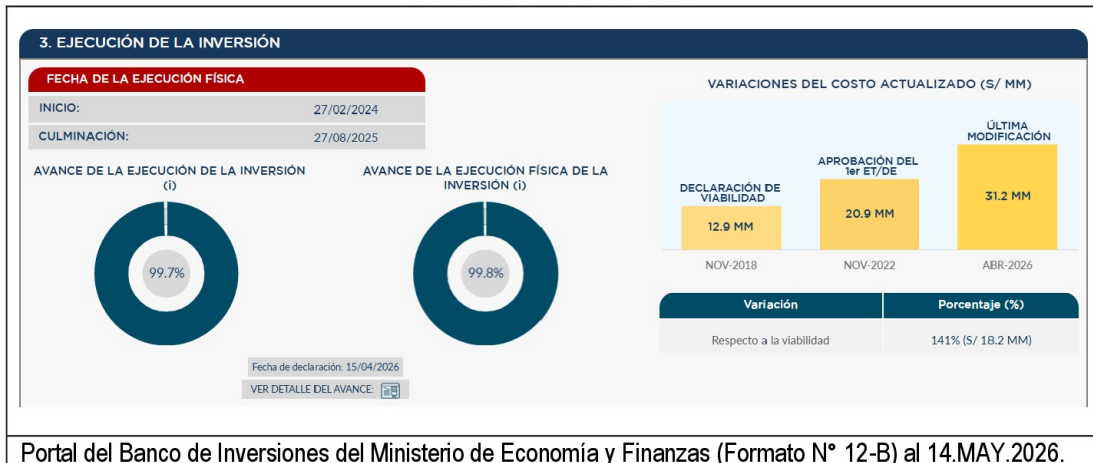 3. EJECUCIÓN DE LA INVERSIÓN
FECHA DE LA EJECUCIÓN FÍSICA
INICIO: 27/02/2024
CULMINACIÓN: 27/08/2025
AVANCE DE LA EJECUCIÓN DE LA INVERSIÓN
(i)
99.7%
AVANCE DE LA EJECUCIÓN FÍSICA DE LA
INVERSIÓN (i)
99.8%
Fecha de declaración: 15/04/2026
VER DETALLE DEL AVANCE:
VARIACIONES DEL COSTO ACTUALIZADO (S/ MM)
DECLARACIÓN DE
VIABILIDAD
12.9 MM
NOV-2018
APROBACIÓN DEL
1er ET/DE
20.9 MM
NOV-2022
ÚLTIMA
MODIFICACIÓN
31.2 MM
ABR-2026
Variación Porcentaje (%)
Respecto a la viabilidad 141% (S/ 18.2 MM)
Portal del Banco de Inversiones del Ministerio de Economía y Finanzas (Formato N° 12-B) al 14.MAY.2026.